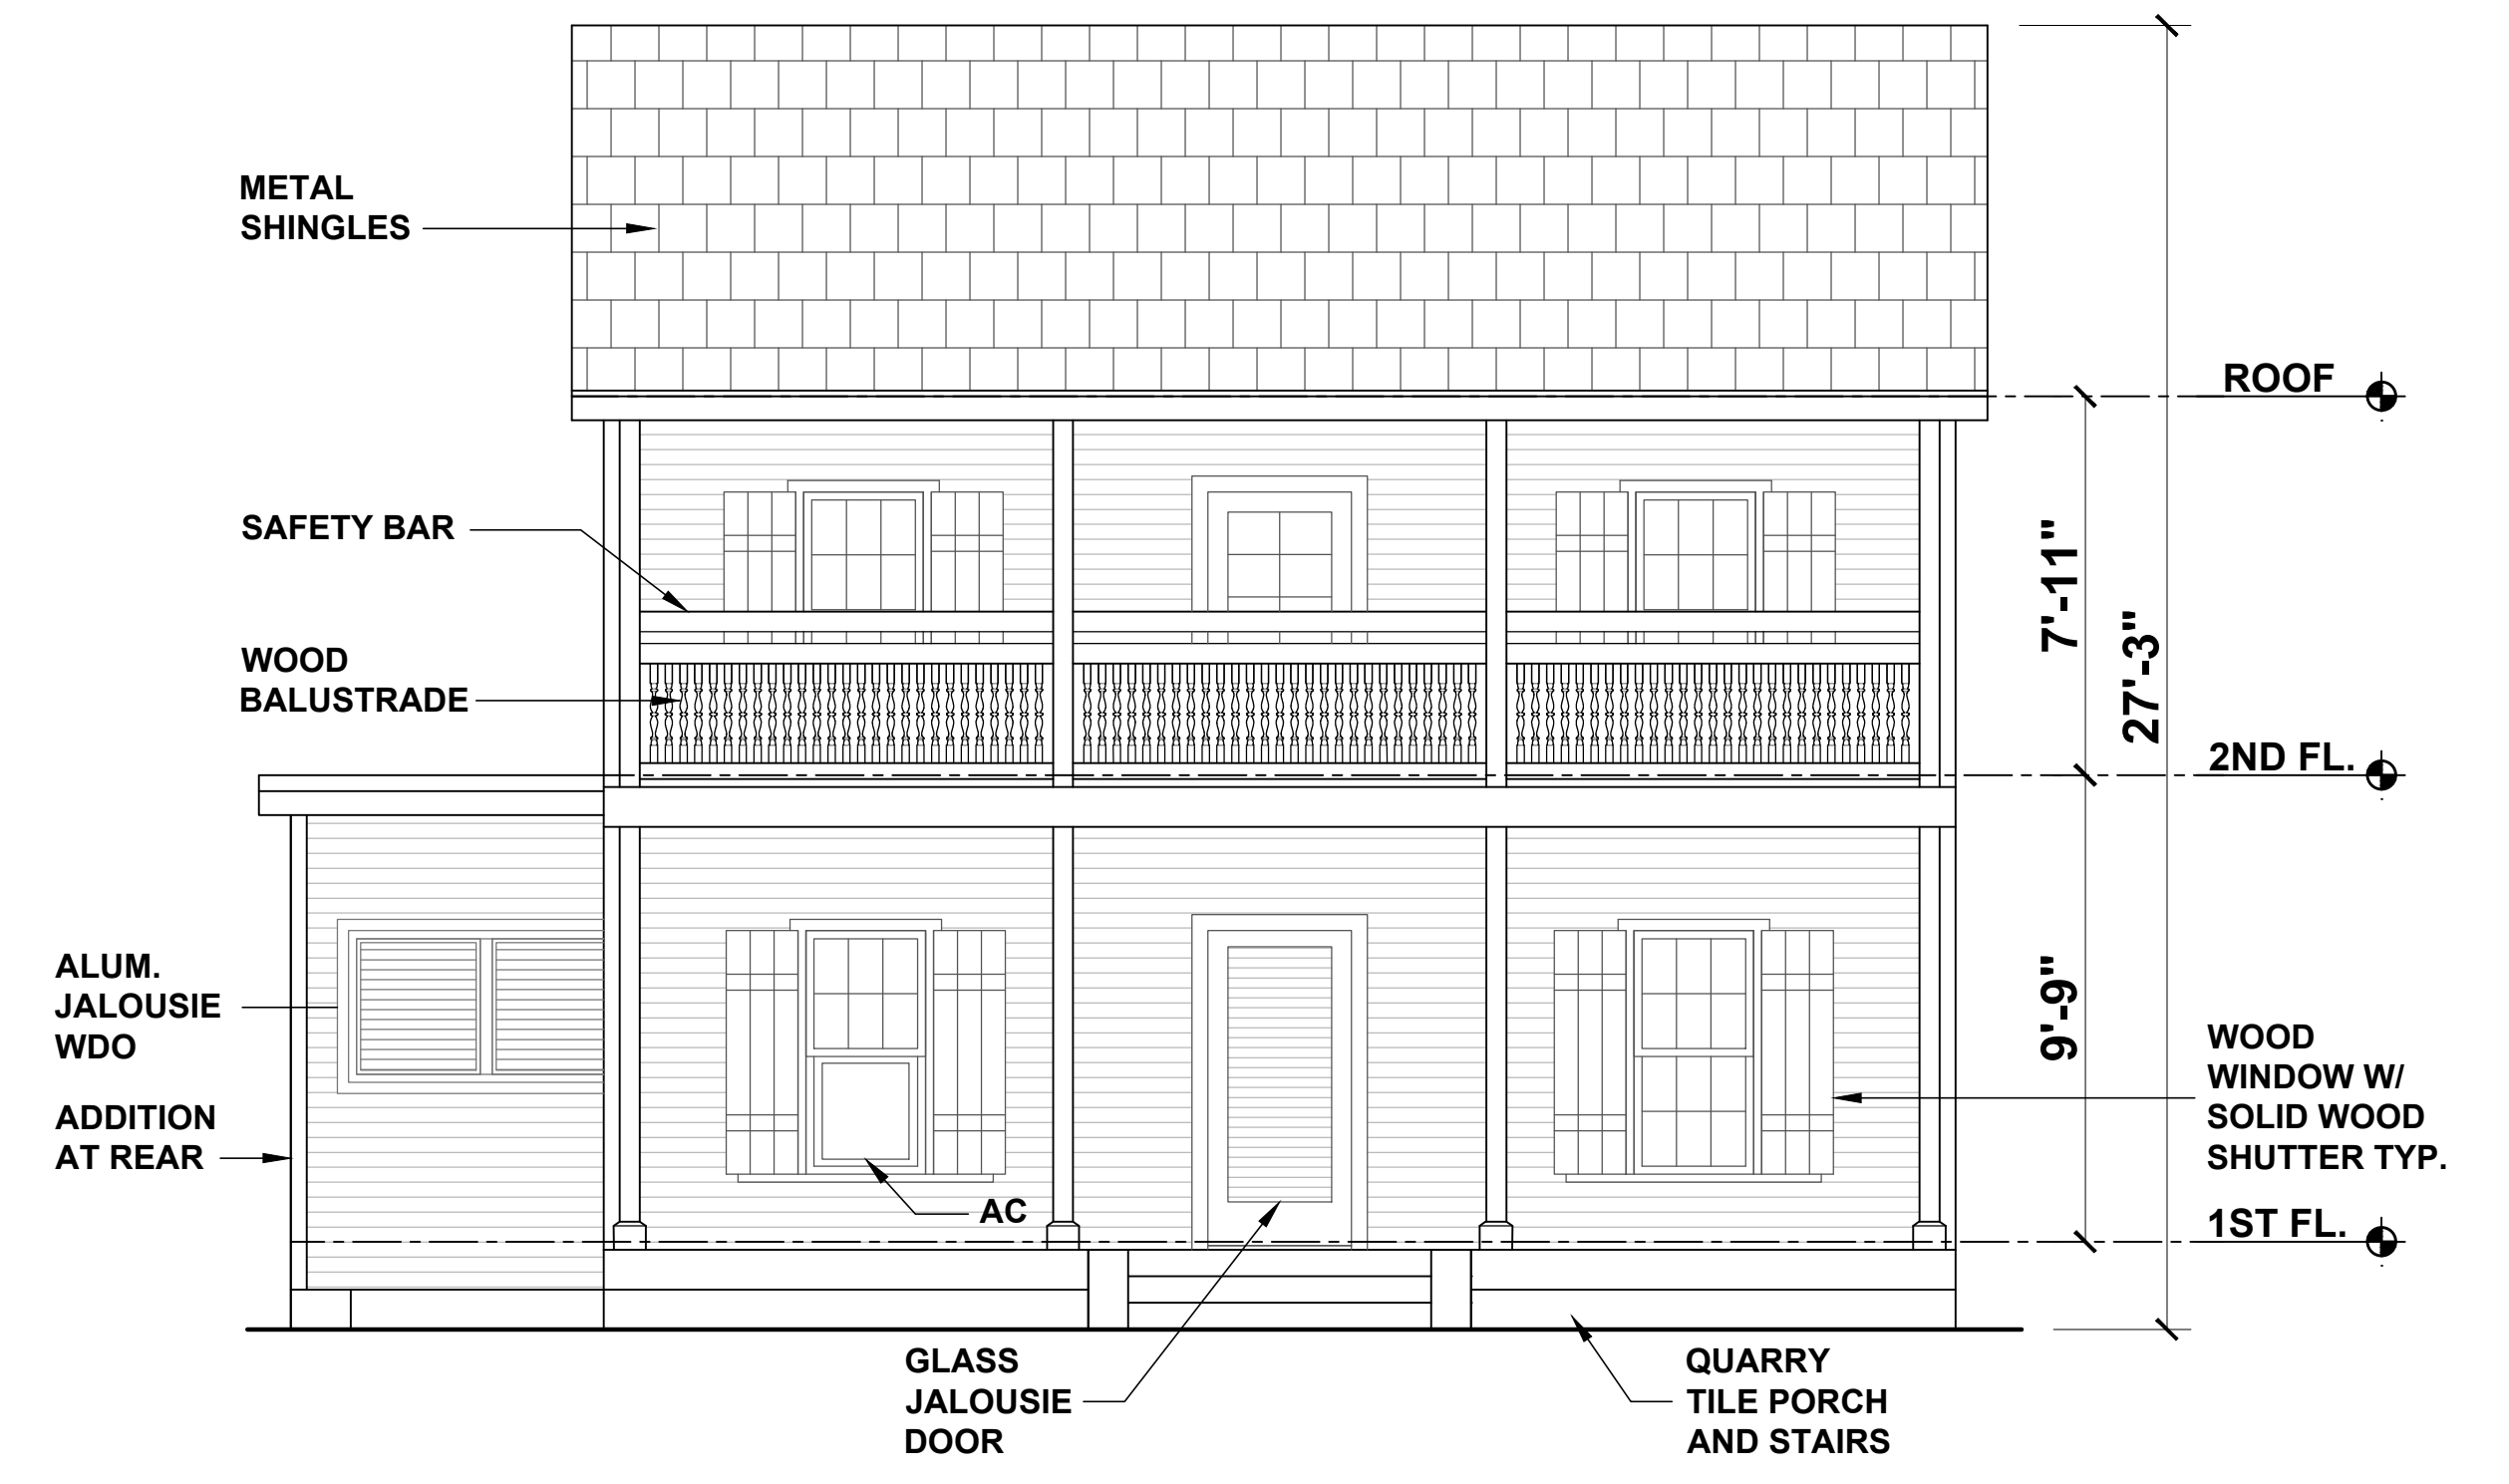 METAL
SHINGLES
ROOF
SAFETY BAR
7'-11"
27'-3"
WOOD
BALUSTRADE
2ND FL.
ALUM.
JALOUSIE
WDO
9'-9"
WOOD
WINDOW W/
SOLID WOOD
SHUTTER TYP.
ADDITION
AT REAR
AC
1ST FL.
GLASS
JALOUSIE
DOOR
QUARRY
TILE PORCH
AND STAIRS